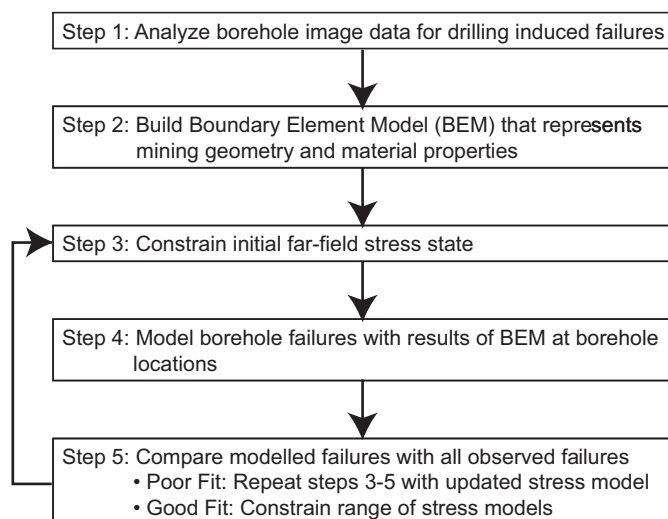 Step 1: Analyze borehole image data for drilling induced failures
Step 2: Build Boundary Element Model (BEM) that represents
mining geometry and material properties
Step 3: Constrain initial far-field stress state
Step 4: Model borehole failures with results of BEM at borehole
locations
Step 5: Compare modelled failures with all observed failures
• Poor Fit: Repeat steps 3-5 with updated stress model
• Good Fit: Constrain range of stress models